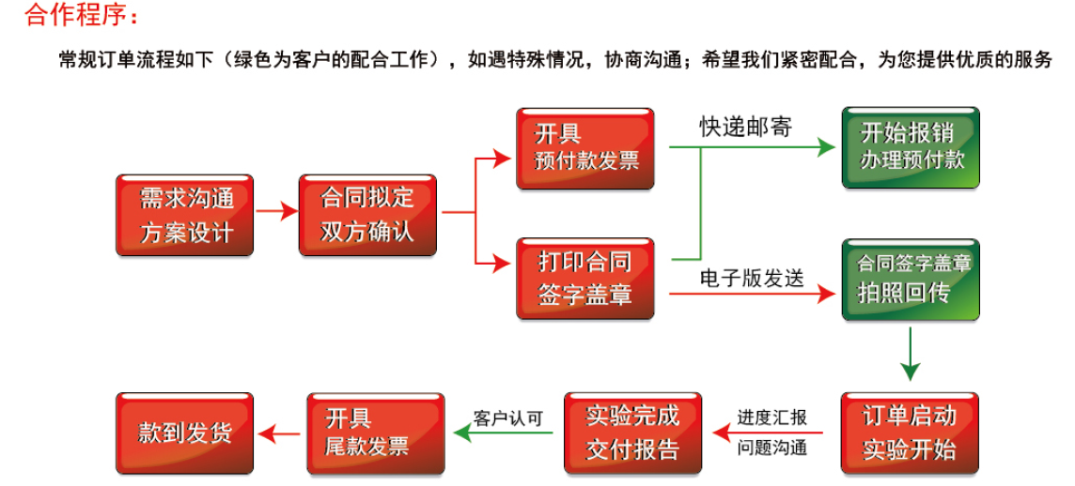 合作程序：
常规订单流程如下（绿色为客户的配合工作），如遇特殊情况，协商沟通；希望我们紧密配合，为您提供优质的服务
需求沟通
方案设计
合同拟定
双方确认
开具
预付款发票
打印合同
签字盖章
快递邮寄
电子版发送
开始报销
办理预付款
合同签字盖章
拍照回传
订单启动
实验开始
进度汇报
问题沟通
实验完成
交付报告
客户认可
开具
尾款发票
款到发货